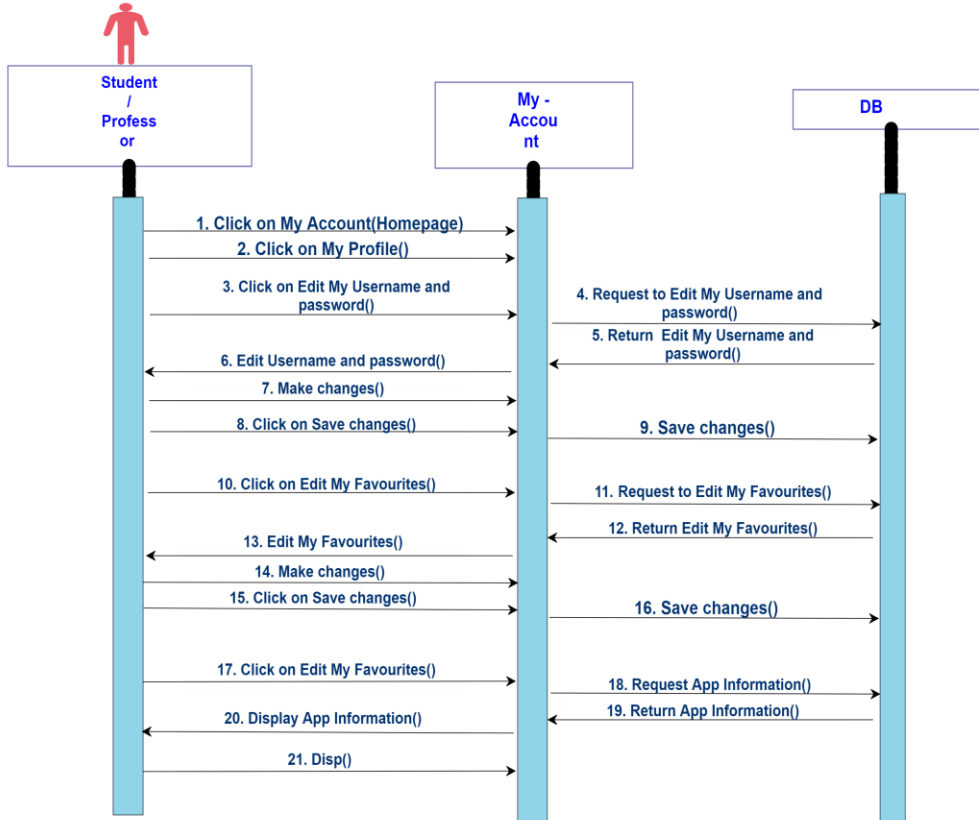 Student
/
Profess
or
My -
Accou
nt
DB
1. Click on My Account(Homepage)
2. Click on My Profile()
3. Click on Edit My Username and
password()
4. Request to Edit My Username and
password()
5. Return Edit My Username and
password()
6. Edit Username and password()
7. Make changes()
8. Click on Save changes()
9. Save changes()
10. Click on Edit My Favourites()
11. Request to Edit My Favourites()
12. Return Edit My Favourites()
13. Edit My Favourites()
14. Make changes()
15. Click on Save changes()
16. Save changes()
17. Click on Edit My Favourites()
18. Request App Information()
19. Return App Information()
20. Display App Information()
21. Disp()